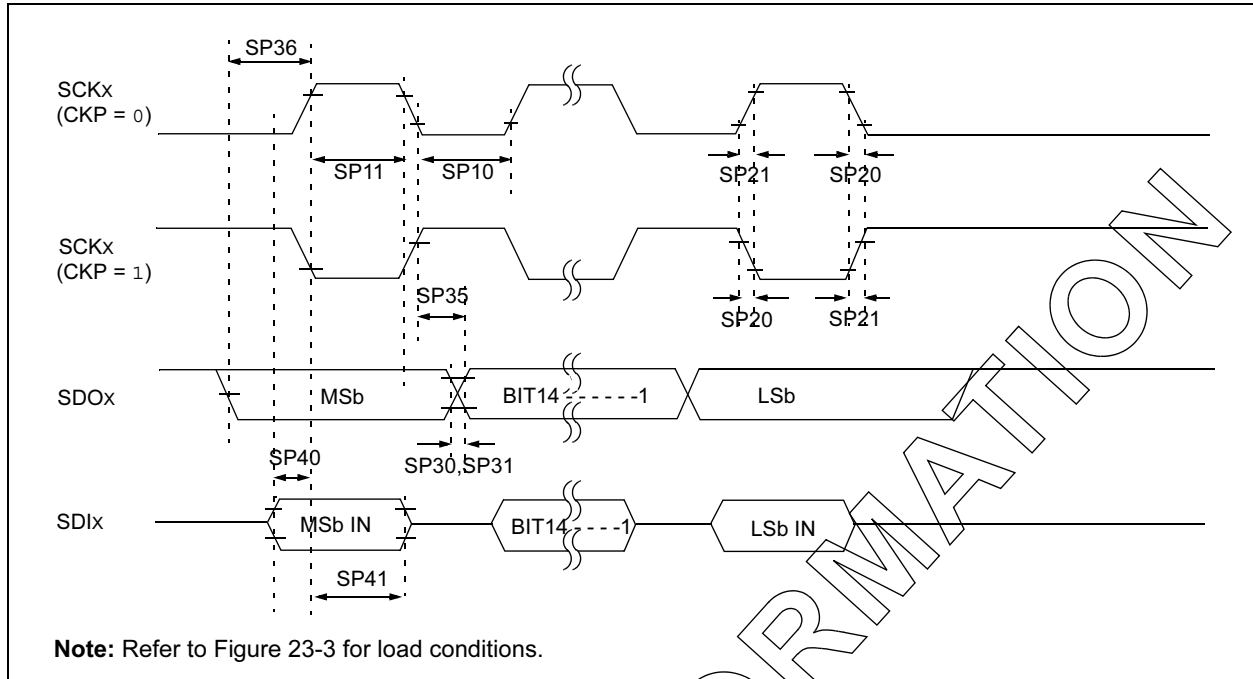 SP36
SCKx
(CKP = 0)
SP11
SP10
SP21
SP20
SCKx
(CKP = 1)
SP35
SP20
SP21
SDOx
MSb
BIT14 - - - - - -1
LSb
SP40
SP30,SP31
SDIx
MSb IN
BIT14 - - - -1
LSb IN
SP41
Note: Refer to Figure 23-3 for load conditions.
RMATION